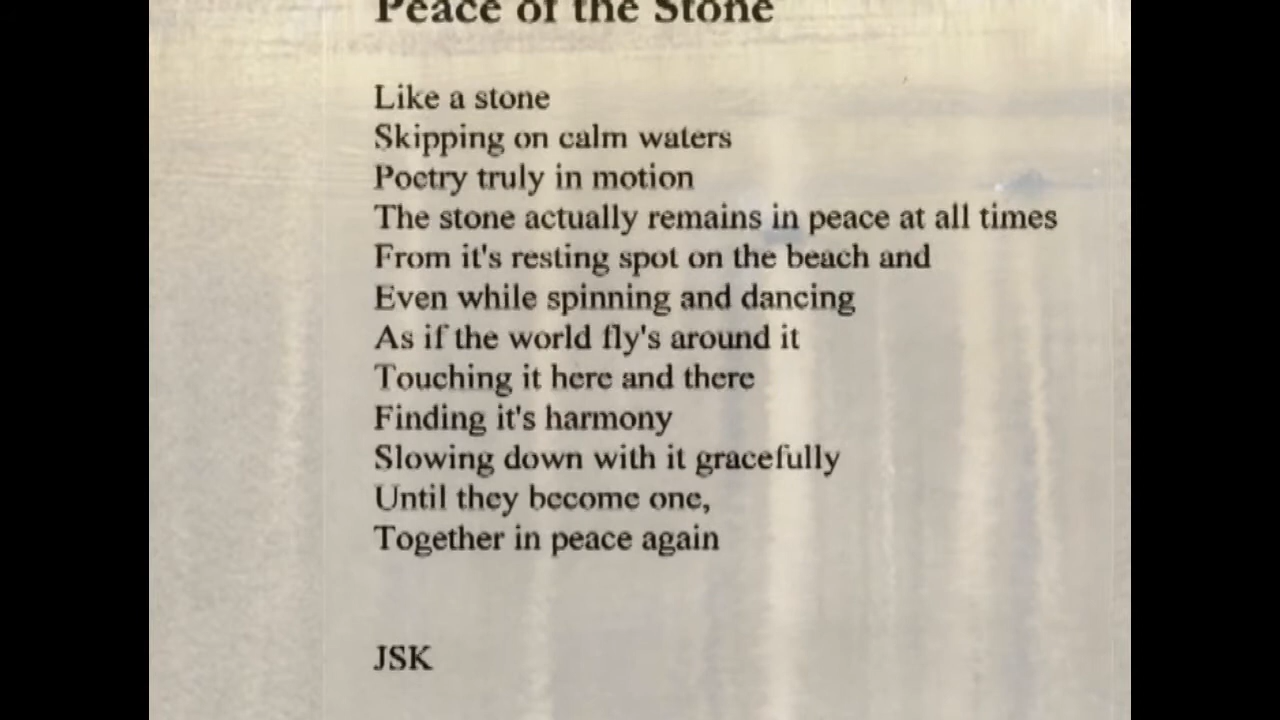 Peace of the Stone
Like a stone
Skipping on calm waters
Poetry truly in motion
The stone actually remains in peace at all times
From it's resting spot on the beach and
Even while spinning and dancing
As if the world fly's around it
Touching it here and there
Finding it's harmony
Slowing down with it gracefully
Until they become one,
Together in peace again
JSK